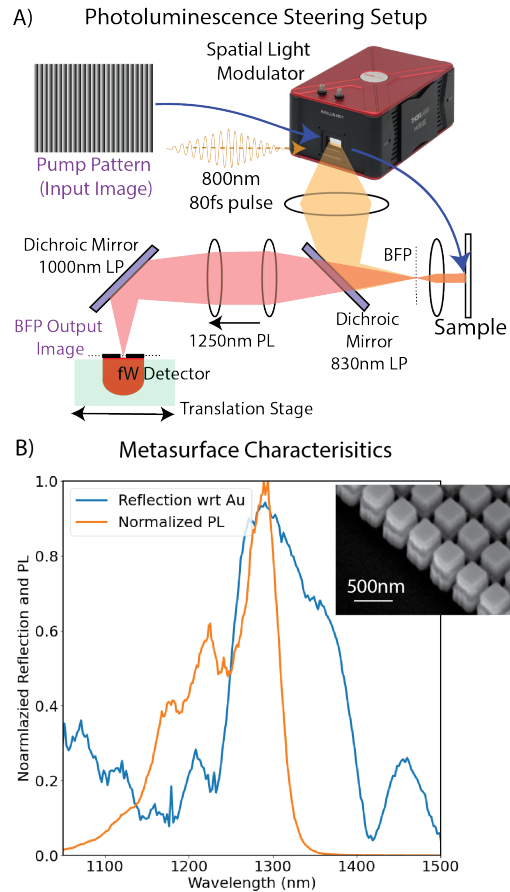 A) Photoluminescence Steering Setup
Spatial Light
Modulator
Pump Pattern
(Input Image)
800nm
80fs pulse
Dichroic Mirror
1000nm LP
BFP
BFP Output
Image
1250nm PL
Dichroic
Mirror
830nm LP
Sample
fW Detector
Translation Stage
B) Metasurface Characterisitics
Reflection wrt Au
Normalized PL
500nm
Noarmlazied Reflection and PL
1.0
0.8
0.6
0.4
0.2
0.0
1100 1200 1300 1400 1500
Wavelength (nm)